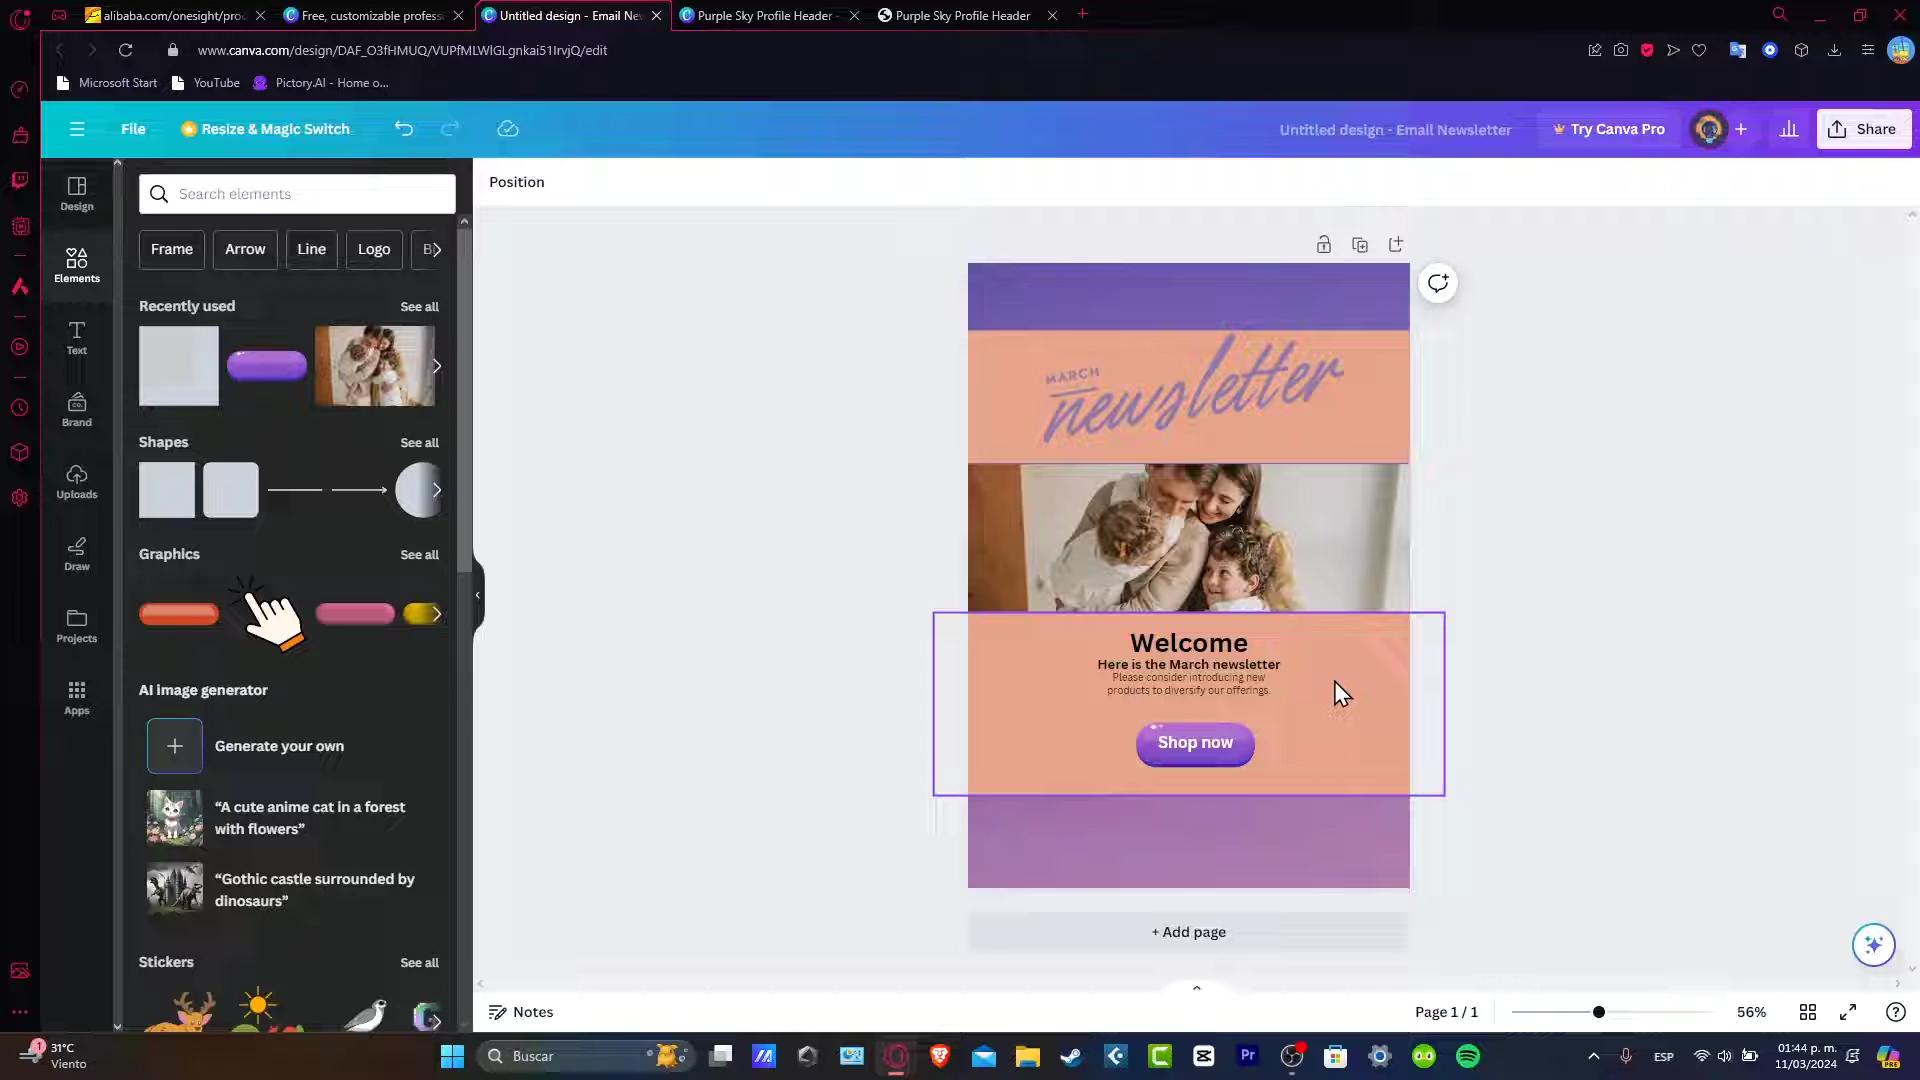 alibaba.com/onesight/prod
Free, customizable profess
Untitled design - Email Nev
Purple Sky Profile Header -
Purple Sky Profile Header
www.canva.com/design/DAF_O3fHMUQ/VUPfMLWlGLgnkai51IrvjQ/edit
Microsoft Start
YouTube
Pictory.AI - Home o...
File
Resize & Magic Switch
Untitled design - Email Newsletter
Try Canva Pro
Share
Design
Elements
Text
Brand
Uploads
Draw
Projects
Apps
Search elements
Frame
Arrow
Line
Logo
B
Recently used
See all
Shapes
See all
Graphics
See all
AI image generator
Generate your own
“A cute anime cat in a forest
with flowers”
“Gothic castle surrounded by
dinosaurs”
Stickers
See all
Position
MARCH
newsletter
Welcome
Here is the March newsletter
Please consider introducing new
products to diversify our offerings.
Shop now
+ Add page
Notes
Page 1 / 1
56%
1
31°C
Viento
Buscar
Pr
ESP
01:44 p. m.
11/03/2024
PRE